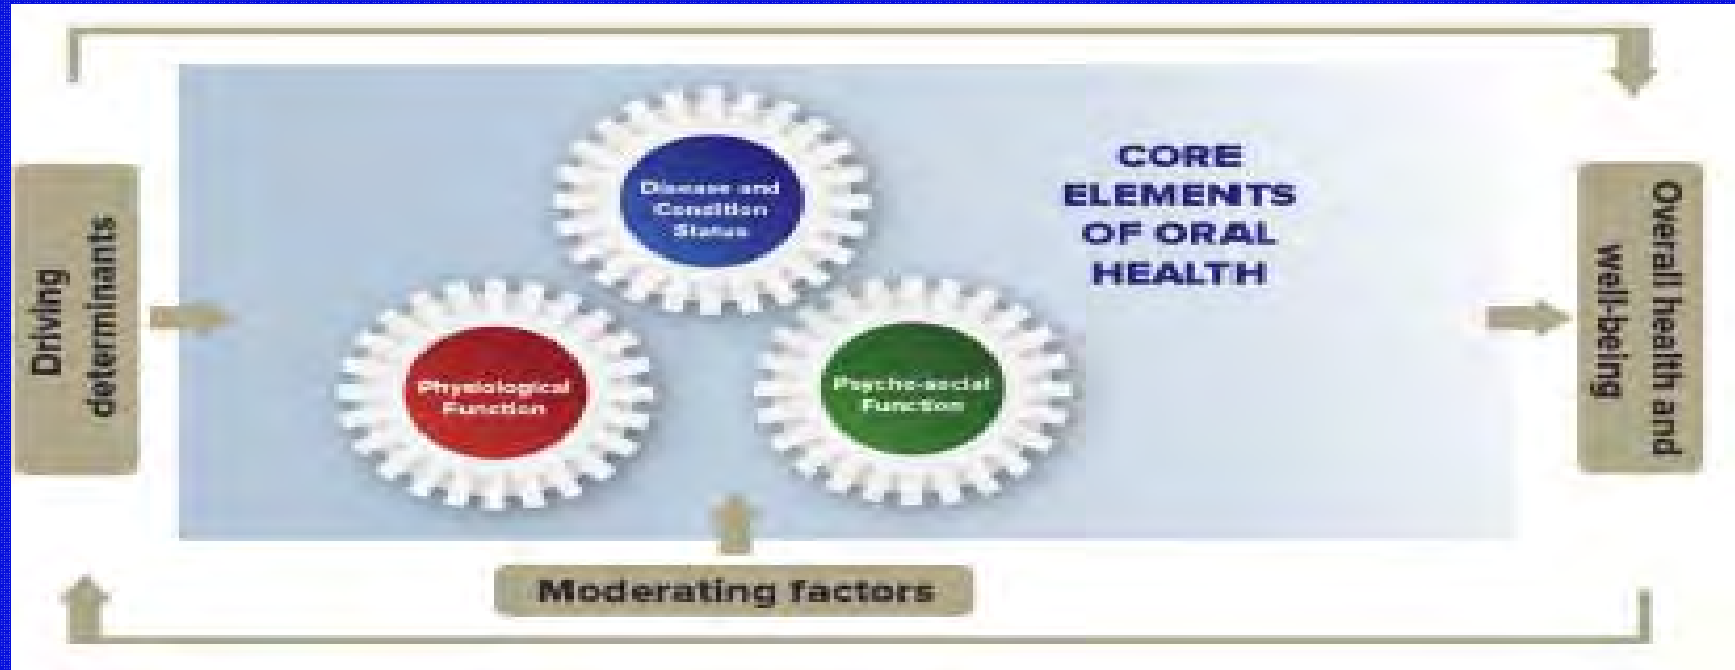 CORE
ELEMENTS
OF ORAL
HEALTH
Disease and
Condition
Status
Physiological
Function
Psycho-social
Function
Driving
determinants
Overall health and
well-being
Moderating factors